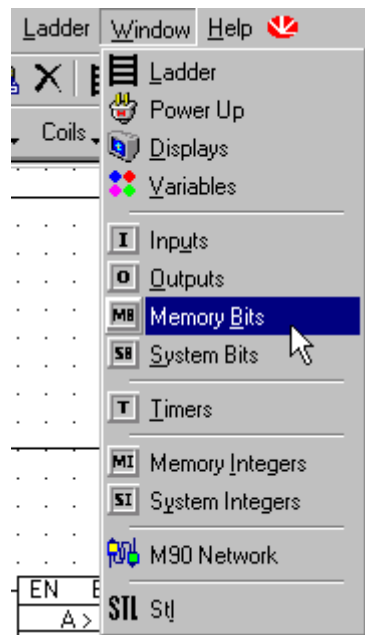 Ladder Window Help
Coils
Ladder
Power Up
Displays
Variables
I Inputs
O Outputs
MB Memory Bits
SB System Bits
T Timers
MI Memory Integers
SI System Integers
M90 Network
STL Stl
EN E
A>